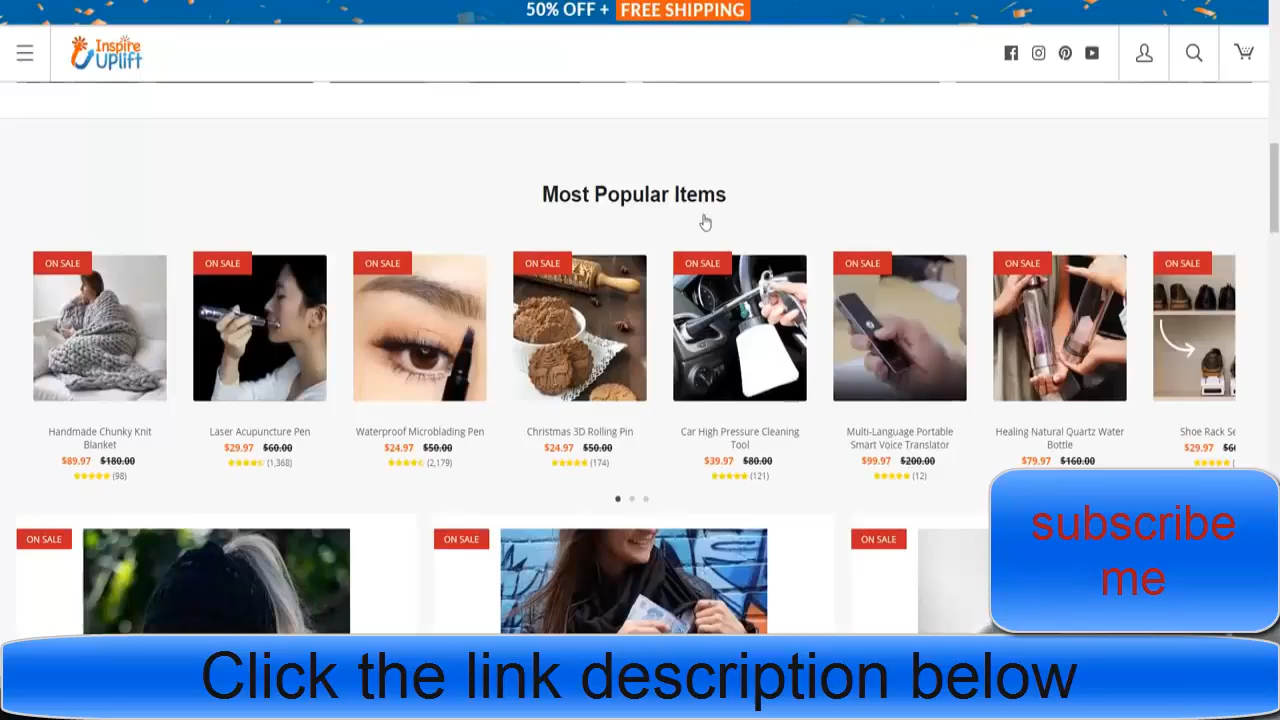 50% OFF + FREE SHIPPING
Inspire
Uplift
Most Popular Items
ON SALE
ON SALE
ON SALE
ON SALE
ON SALE
ON SALE
ON SALE
ON SALE
Handmade Chunky Knit
Blanket
$89.97 $180.00
(98)
Laser Acupuncture Pen
$29.97 $60.00
(1,368)
Waterproof Microblading Pen
$24.97 $50.00
(2,179)
Christmas 3D Rolling Pin
$24.97 $50.00
(174)
Car High Pressure Cleaning
Tool
$39.97 $80.00
(121)
Multi-Language Portable
Smart Voice Translator
$99.97 $200.00
(12)
Healing Natural Quartz Water
Bottle
$79.97 $160.00
Shoe Rack Se
$29.97
ON SALE
ON SALE
ON SALE
subscribe
me
Click the link description below